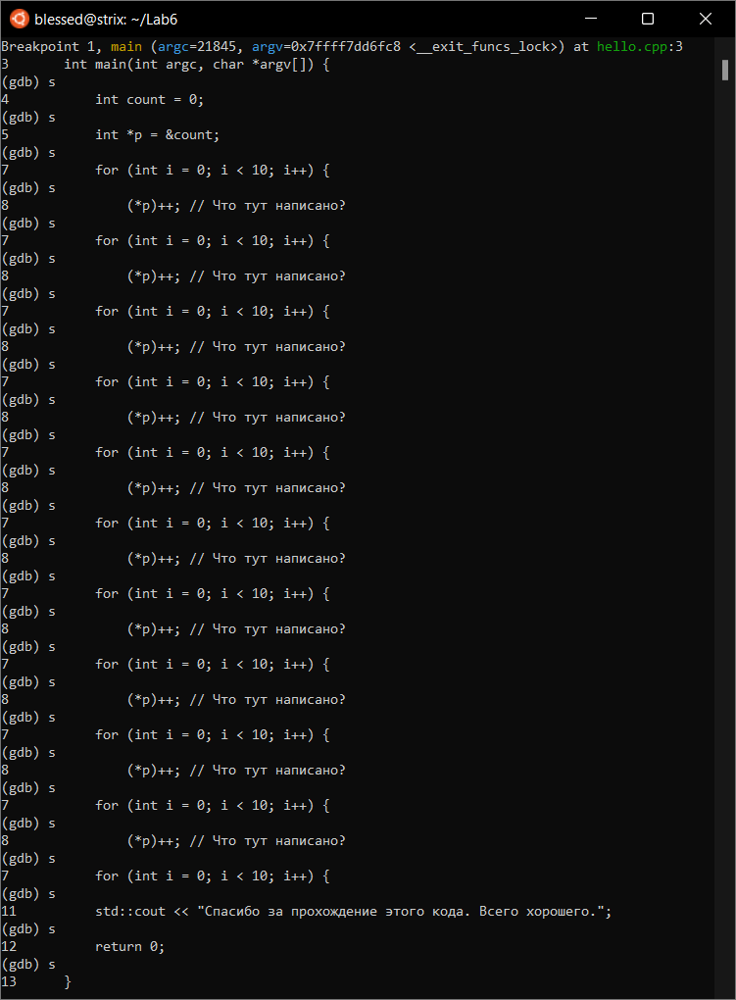 blessed@strix: ~/Lab6
Breakpoint 1, main (argc=21845, argv=0x7ffff7dd6fc8 <__exit_funcs_lock>) at hello.cpp:3
3       int main(int argc, char *argv[]) {
(gdb) s
4           int count = 0;
(gdb) s
5           int *p = &count;
(gdb) s
7           for (int i = 0; i < 10; i++) {
(gdb) s
8               (*p)++; // Что тут написано?
(gdb) s
7           for (int i = 0; i < 10; i++) {
(gdb) s
8               (*p)++; // Что тут написано?
(gdb) s
7           for (int i = 0; i < 10; i++) {
(gdb) s
8               (*p)++; // Что тут написано?
(gdb) s
7           for (int i = 0; i < 10; i++) {
(gdb) s
8               (*p)++; // Что тут написано?
(gdb) s
7           for (int i = 0; i < 10; i++) {
(gdb) s
8               (*p)++; // Что тут написано?
(gdb) s
7           for (int i = 0; i < 10; i++) {
(gdb) s
8               (*p)++; // Что тут написано?
(gdb) s
7           for (int i = 0; i < 10; i++) {
(gdb) s
8               (*p)++; // Что тут написано?
(gdb) s
7           for (int i = 0; i < 10; i++) {
(gdb) s
8               (*p)++; // Что тут написано?
(gdb) s
7           for (int i = 0; i < 10; i++) {
(gdb) s
8               (*p)++; // Что тут написано?
(gdb) s
7           for (int i = 0; i < 10; i++) {
(gdb) s
8               (*p)++; // Что тут написано?
(gdb) s
7           for (int i = 0; i < 10; i++) {
(gdb) s
11          std::cout << "Спасибо за прохождение этого кода. Всего хорошего.";
(gdb) s
12          return 0;
(gdb) s
13      }